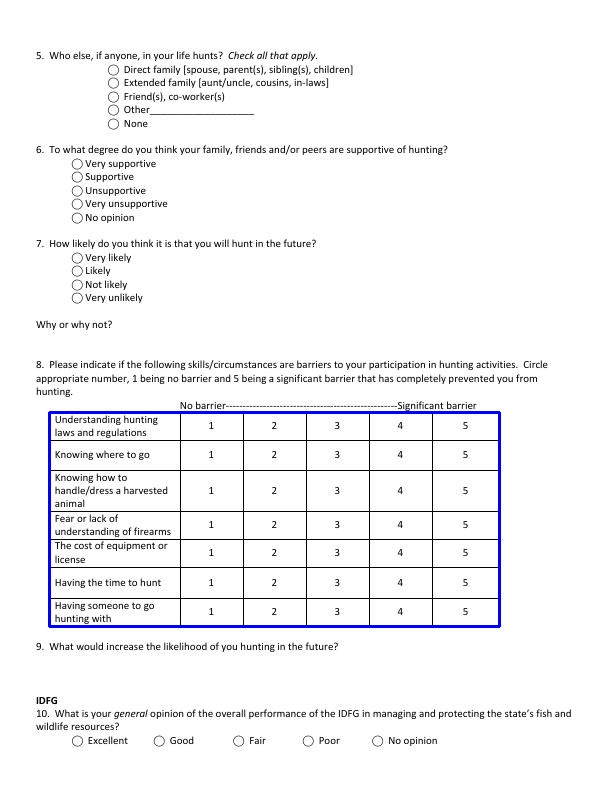 5.  Who else, if anyone, in your life hunts?  Check all that apply.
Direct family [spouse, parent(s), sibling(s), children]
Extended family [aunt/uncle, cousins, in-laws]
Friend(s), co-worker(s)
Other___________________
None
6.  To what degree do you think your family, friends and/or peers are supportive of hunting?
Very supportive
Supportive
Unsupportive
Very unsupportive
No opinion
7.  How likely do you think it is that you will hunt in the future?
Very likely
Likely
Not likely
Very unlikely
Why or why not?
8.  Please indicate if the following skills/circumstances are barriers to your participation in hunting activities.  Circle
appropriate number, 1 being no barrier and 5 being a significant barrier that has completely prevented you from
hunting.
No barrier----------------------------------------------------Significant barrier
Understanding hunting
laws and regulations 1 2 3 4 5
Knowing where to go 1 2 3 4 5
Knowing how to
handle/dress a harvested 1 2 3 4 5
animal
Fear or lack of
understanding of firearms 1 2 3 4 5
The cost of equipment or
license 1 2 3 4 5
Having the time to hunt 1 2 3 4 5
Having someone to go
hunting with 1 2 3 4 5
9.  What would increase the likelihood of you hunting in the future?
IDFG
10.  What is your general opinion of the overall performance of the IDFG in managing and protecting the state's fish and
wildlife resources?
Excellent Good Fair Poor No opinion